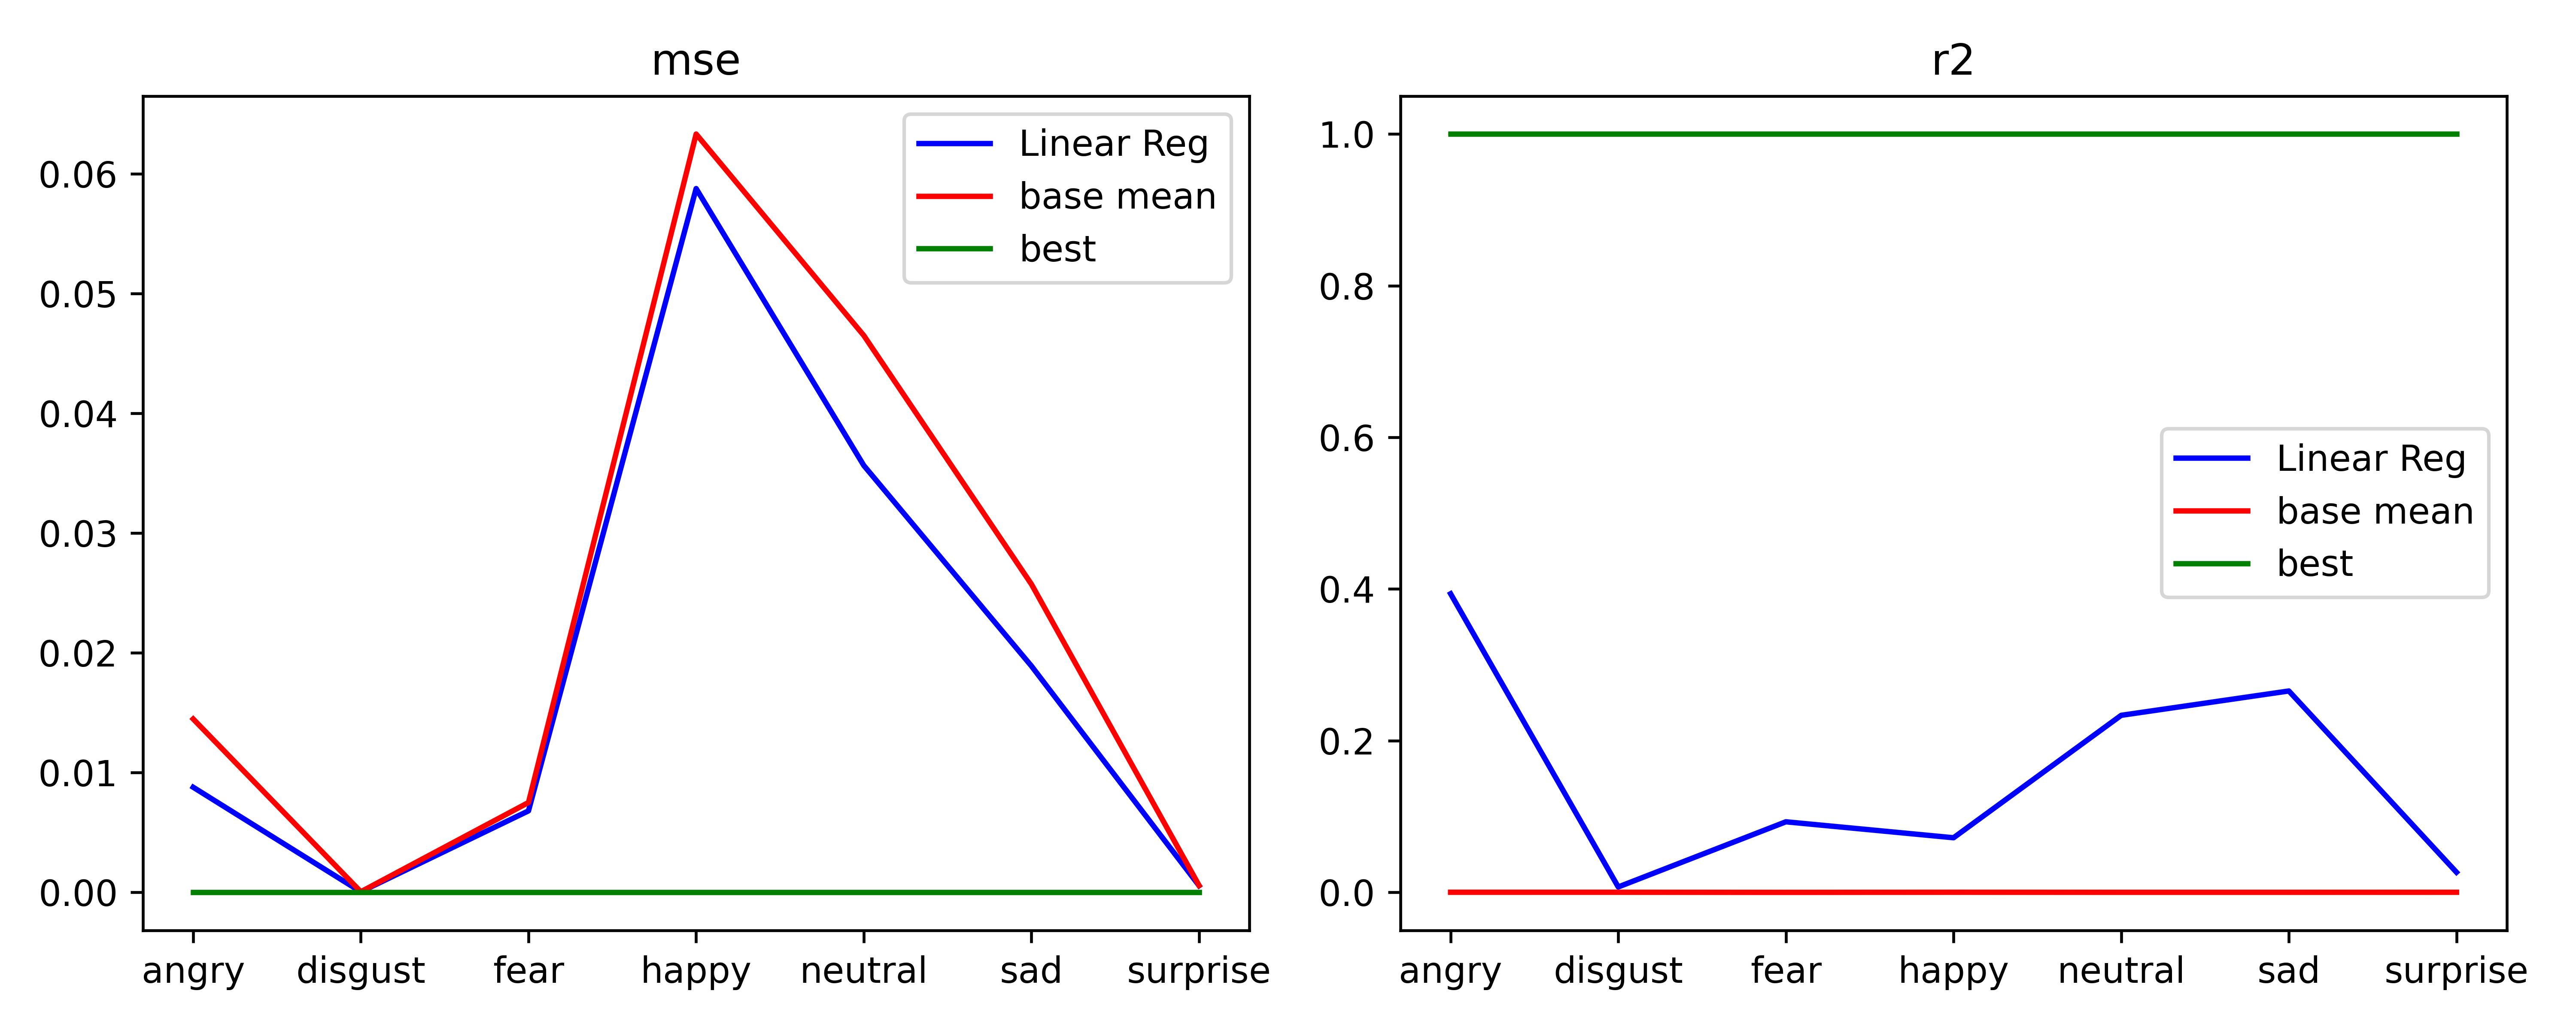 mse
0.06
0.05
0.04
0.03
0.02
0.01
0.00
Linear Reg
base mean
best
angry disgust fear happy neutral sad surprise
r2
1.0
0.8
0.6
0.4
0.2
0.0
Linear Reg
base mean
best
angry disgust fear happy neutral sad surprise